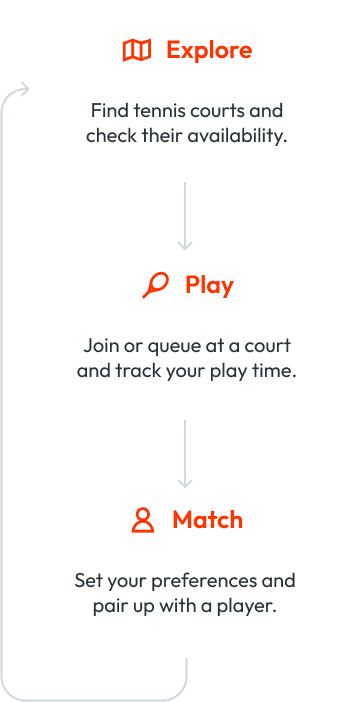 Explore
Find tennis courts and
check their availability.
Play
Join or queue at a court
and track your play time.
Match
Set your preferences and
pair up with a player.